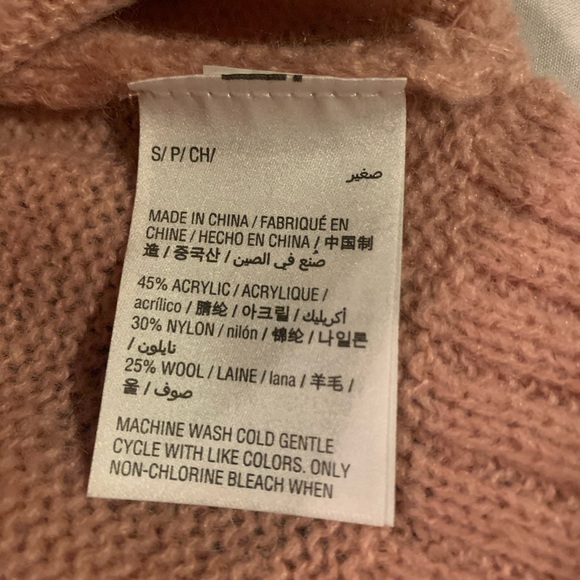 S/ P/ CH/
صغير
MADE IN CHINA / FABRIQUÉ EN
CHINE / HECHO EN CHINA / 中国制
造 / 중국산 / صُنع في الصين
45% ACRYLIC / ACRYLIQUE /
acrílico / 腈纶 / 아크릴 / أكريليك
30% NYLON / nilón / 锦纶 / 나일론
/ نايلون
25% WOOL / LAINE / lana / 羊毛 /
울 / صوف
MACHINE WASH COLD GENTLE
CYCLE WITH LIKE COLORS. ONLY
NON-CHLORINE BLEACH WHEN